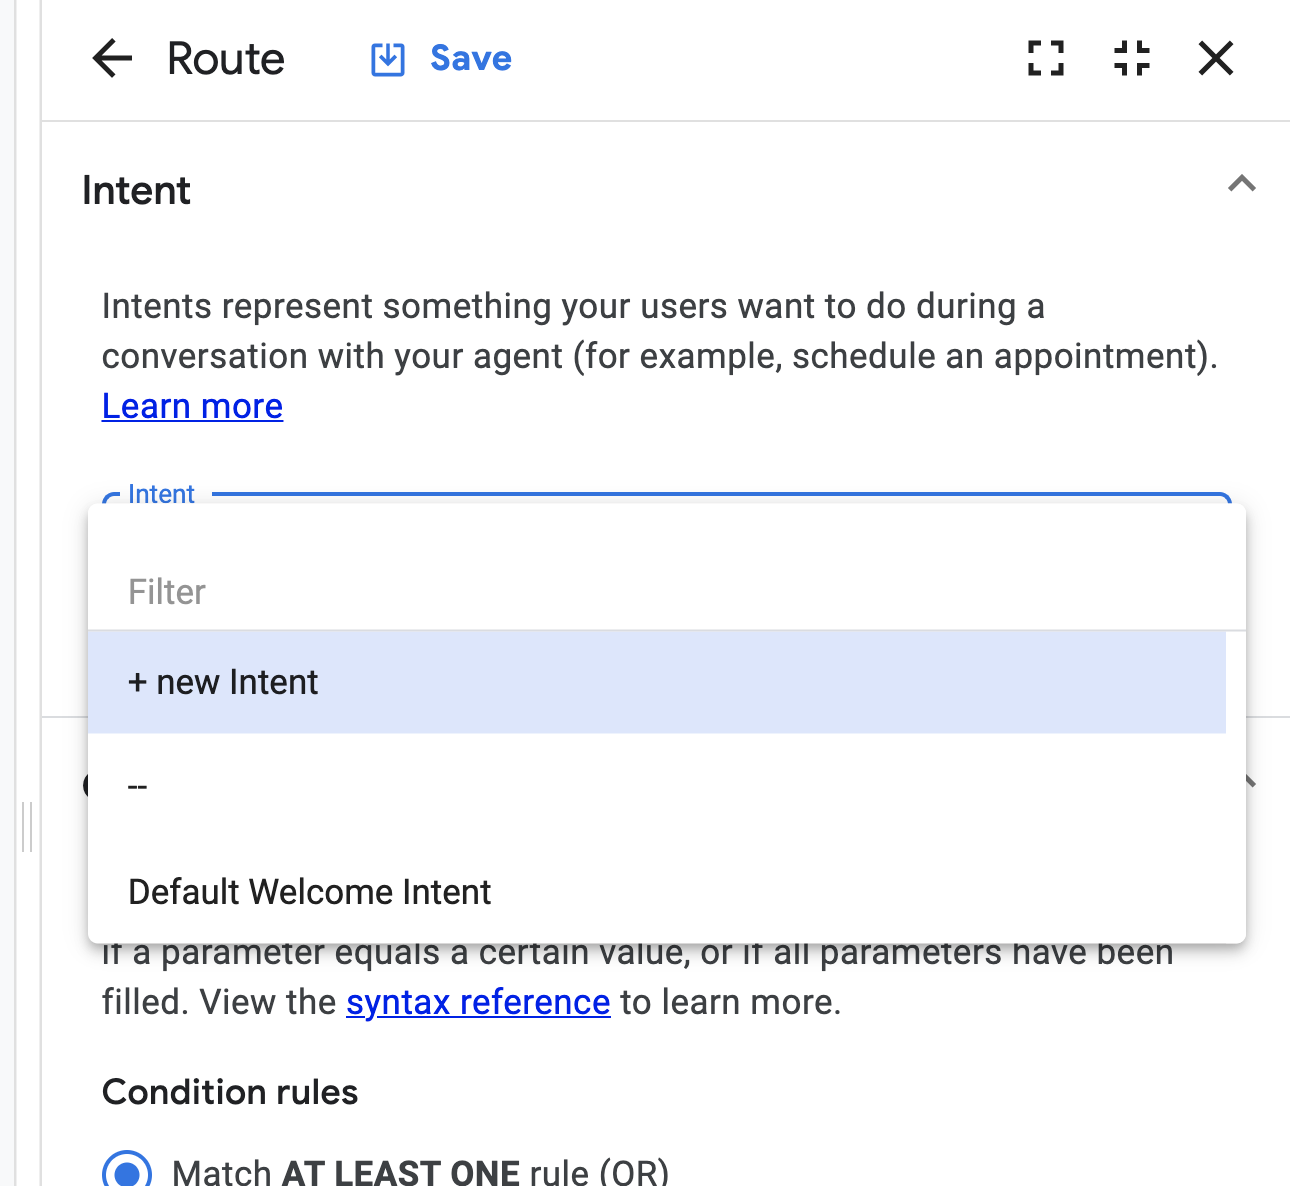 Route
Save
Intent
Intents represent something your users want to do during a
conversation with your agent (for example, schedule an appointment).
Learn more
Intent
Filter
+ new Intent
--
Default Welcome Intent
if a parameter equals a certain value, or if all parameters have been
filled. View the syntax reference to learn more.
Condition rules
Match AT LEAST ONE rule (OR)